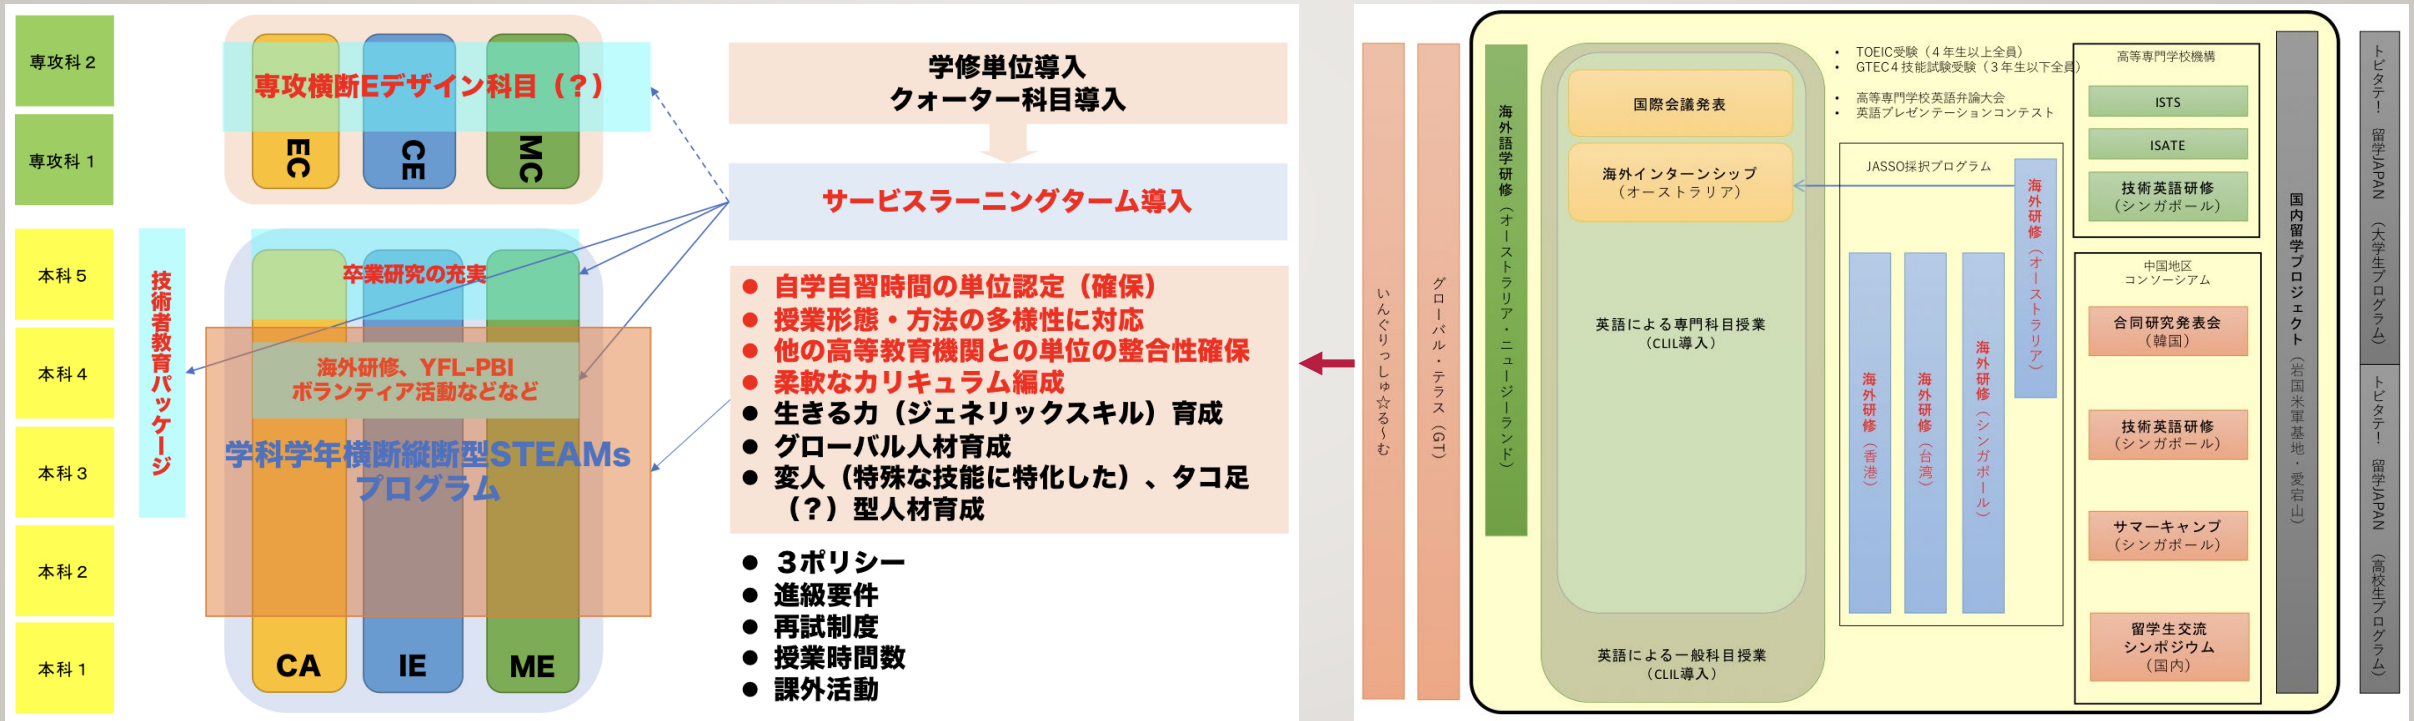 専攻科２
専攻科１
本科５
本科４
本科３
本科２
本科１
技術者教育パッケージ
専攻横断Eデザイン科目（？）
EC
CE
MC
卒業研究の充実
海外研修、YFL-PBI
ボランティア活動などなど
学科学年横断縦断型STEAMs
プログラム
CA
IE
ME
学修単位導入
クォーター科目導入
サービスラーニングターム導入
● 自学自習時間の単位認定（確保）
● 授業形態・方法の多様性に対応
● 他の高等教育機関との単位の整合性確保
● 柔軟なカリキュラム編成
● 生きる力（ジェネリックスキル）育成
● グローバル人材育成
● 変人（特殊な技能に特化した）、タコ足
（？）型人材育成
● ３ポリシー
● 進級要件
● 再試制度
● 授業時間数
● 課外活動
いんぐりっしゅ☆る～む
グローバル・テラス（GT）
海外語学研修（オーストラリア・ニュージーランド）
国際会議発表
海外インターンシップ
（オーストラリア）
英語による専門科目授業
（CLIL導入）
英語による一般科目授業
（CLIL導入）
• TOEIC受験（４年生以上全員）
• GTEC４技能試験受験（３年生以下全員）
• 高等専門学校英語弁論大会
• 英語プレゼンテーションコンテスト
JASSO採択プログラム
海外研修（香港）
海外研修（台湾）
海外研修（シンガポール）
海外研修（オーストラリア）
高等専門学校機構
ISTS
ISATE
技術英語研修
（シンガポール）
中国地区
コンソーシアム
合同研究発表会
（韓国）
技術英語研修
（シンガポール）
サマーキャンプ
（シンガポール）
留学生交流
シンポジウム
（国内）
国内留学プロジェクト（岩国米軍基地・愛宕山）
トビタテ！留学JAPAN（大学生プログラム）
トビタテ！留学JAPAN（高校生プログラム）